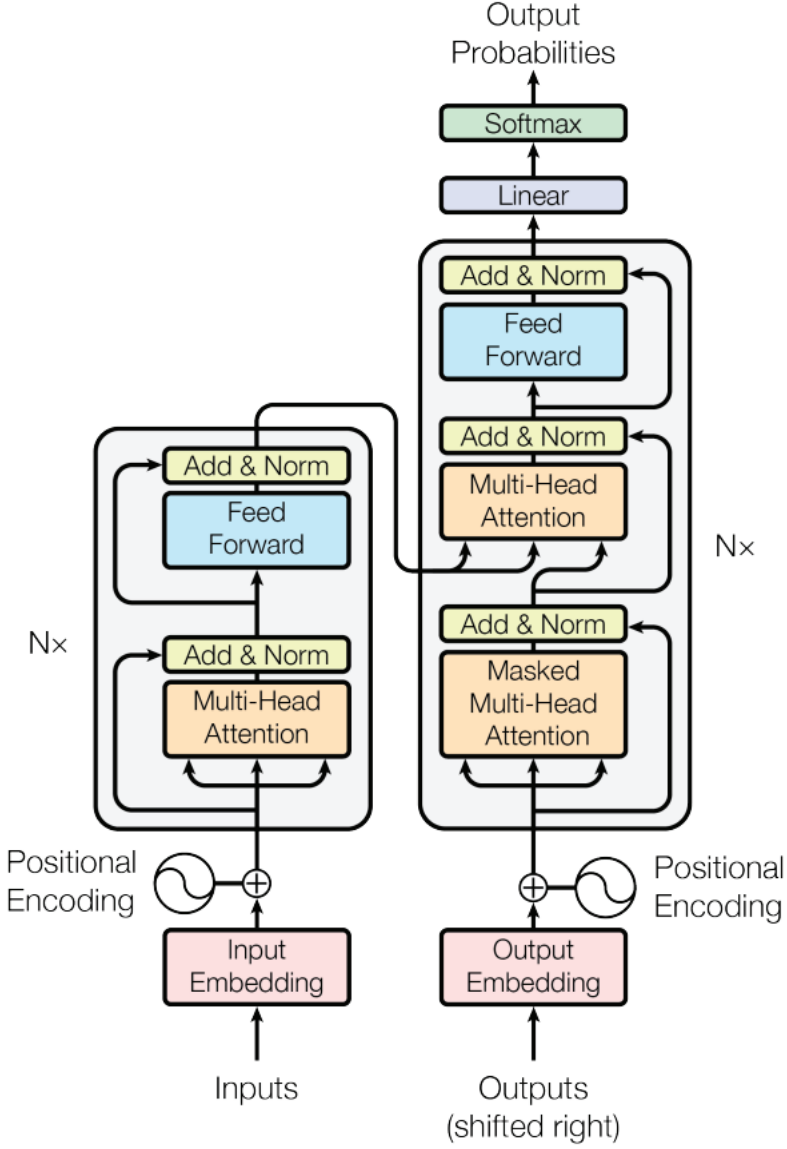 Output
Probabilities
Softmax
Linear
Add & Norm
Feed
Forward
Add & Norm
Multi-Head
Attention
Add & Norm
Masked
Multi-Head
Attention
N×
Add & Norm
Feed
Forward
Add & Norm
Multi-Head
Attention
N×
Positional
Encoding
Positional
Encoding
Input
Embedding
Output
Embedding
Inputs
Outputs
(shifted right)